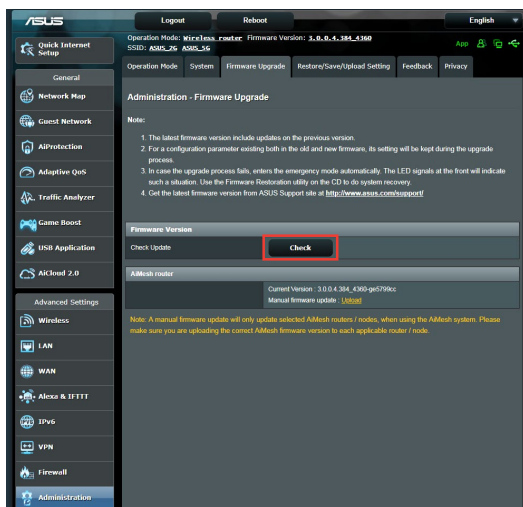 ASUS
Logout
Reboot
English
Operation Mode: Wireless router Firmware Version: 3.0.0.4.384_4360
SSID: ASUS_2G ASUS_5G
App
Quick Internet
Setup
Operation Mode System Firmware Upgrade Restore/Save/Upload Setting Feedback Privacy
General
Network Map
Guest Network
AiProtection
Adaptive QoS
Traffic Analyzer
Game Boost
USB Application
AiCloud 2.0
Advanced Settings
Wireless
LAN
WAN
Alexa & IFTTT
IPv6
VPN
Firewall
Administration
Administration - Firmware Upgrade
Note:
1. The latest firmware version include updates on the previous version.
2. For a configuration parameter existing both in the old and new firmware, its setting will be kept during the upgrade
process.
3. In case the upgrade process fails, enters the emergency mode automatically. The LED signals at the front will indicate
such a situation. Use the Firmware Restoration utility on the CD to do system recovery.
4. Get the latest firmware version from ASUS Support site at http://www.asus.com/support/
Firmware Version
Check Update
Check
AiMesh router
Current Version : 3.0.0.4.384_4360-ge5799cc
Manual firmware update : Upload
Note: A manual firmware update will only update selected AiMesh routers / nodes, when using the AiMesh system. Please
make sure you are uploading the correct AiMesh firmware version to each applicable router / node.